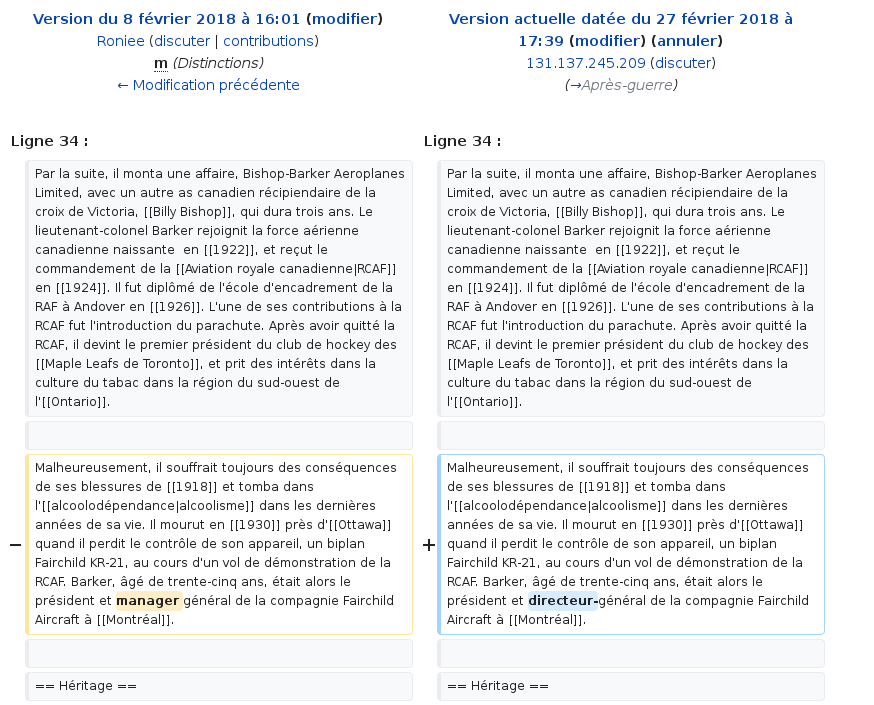 Version du 8 février 2018 à 16:01 (modifier)
Roniee (discuter | contributions)
m (Distinctions)
← Modification précédente
Version actuelle datée du 27 février 2018 à
17:39 (modifier) (annuler)
131.137.245.209 (discuter)
(→Après-guerre)
Ligne 34 :
Par la suite, il monta une affaire, Bishop-Barker Aeroplanes
Limited, avec un autre as canadien récipiendaire de la
croix de Victoria, [[Billy Bishop]], qui dura trois ans. Le
lieutenant-colonel Barker rejoignit la force aérienne
canadienne naissante  en [[1922]], et reçut le
commandement de la [[Aviation royale canadienne|RCAF]]
en [[1924]]. Il fut diplômé de l'école d'encadrement de la
RAF à Andover en [[1926]]. L'une de ses contributions à la
RCAF fut l'introduction du parachute. Après avoir quitté la
RCAF, il devint le premier président du club de hockey des
[[Maple Leafs de Toronto]], et prit des intérêts dans la
culture du tabac dans la région du sud-ouest de
l'[[Ontario]].
Ligne 34 :
Par la suite, il monta une affaire, Bishop-Barker Aeroplanes
Limited, avec un autre as canadien récipiendaire de la
croix de Victoria, [[Billy Bishop]], qui dura trois ans. Le
lieutenant-colonel Barker rejoignit la force aérienne
canadienne naissante  en [[1922]], et reçut le
commandement de la [[Aviation royale canadienne|RCAF]]
en [[1924]]. Il fut diplômé de l'école d'encadrement de la
RAF à Andover en [[1926]]. L'une de ses contributions à la
RCAF fut l'introduction du parachute. Après avoir quitté la
RCAF, il devint le premier président du club de hockey des
[[Maple Leafs de Toronto]], et prit des intérêts dans la
culture du tabac dans la région du sud-ouest de
l'[[Ontario]].
−
Malheureusement, il souffrait toujours des conséquences
de ses blessures de [[1918]] et tomba dans
l'[[alcoolodépendance|alcoolisme]] dans les dernières
années de sa vie. Il mourut en [[1930]] près d'[[Ottawa]]
quand il perdit le contrôle de son appareil, un biplan
Fairchild KR-21, au cours d'un vol de démonstration de la
RCAF. Barker, âgé de trente-cinq ans, était alors le
président et manager général de la compagnie Fairchild
Aircraft à [[Montréal]].
+
Malheureusement, il souffrait toujours des conséquences
de ses blessures de [[1918]] et tomba dans
l'[[alcoolodépendance|alcoolisme]] dans les dernières
années de sa vie. Il mourut en [[1930]] près d'[[Ottawa]]
quand il perdit le contrôle de son appareil, un biplan
Fairchild KR-21, au cours d'un vol de démonstration de la
RCAF. Barker, âgé de trente-cinq ans, était alors le
président et directeur-général de la compagnie Fairchild
Aircraft à [[Montréal]].
== Héritage ==
== Héritage ==